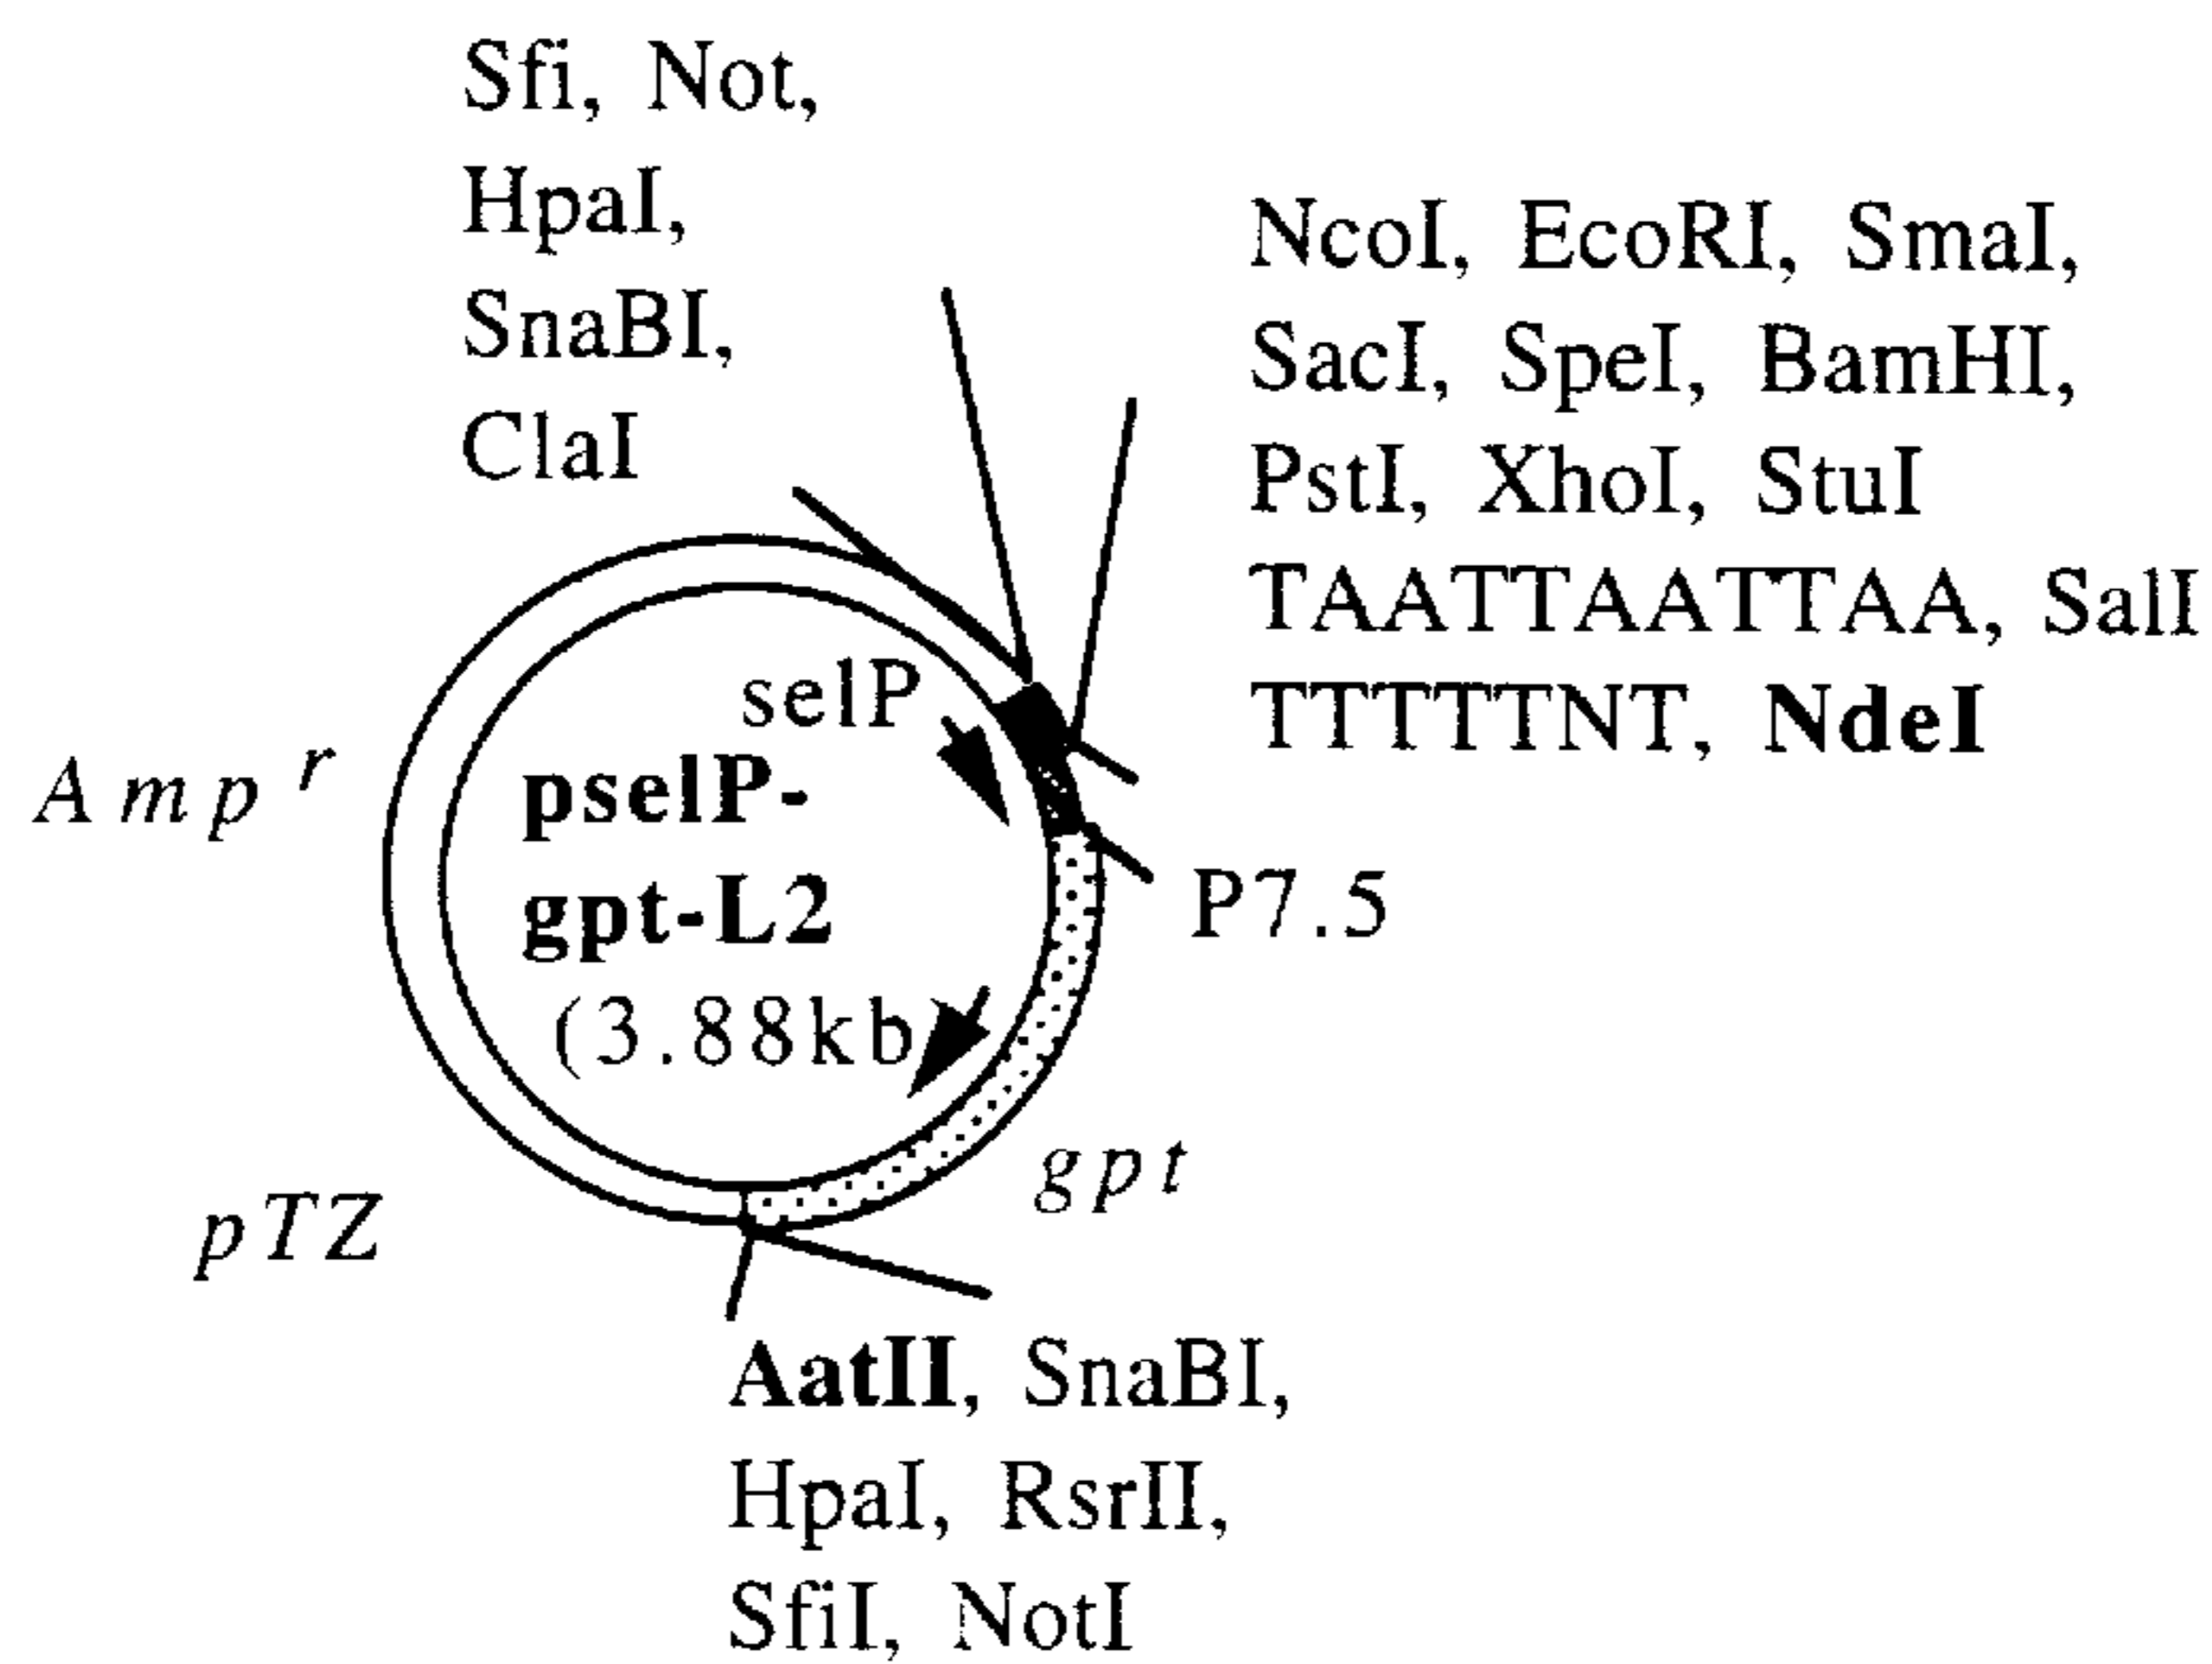 Sfi, Not,
HpaI,
SnaBI,
ClaI
NcoI, EcoRI, SmaI,
SacI, SpeI, BamHI,
PstI, XhoI, StuI
TAATTAATTAA, SalI
TTTTTNT, NdeI
selP
Amp r
pselP-
gpt-L2
(3.88kb)
P7.5
gpt
pTZ
AatII, SnaBI,
HpaI, RsrII,
SfiI, NotI